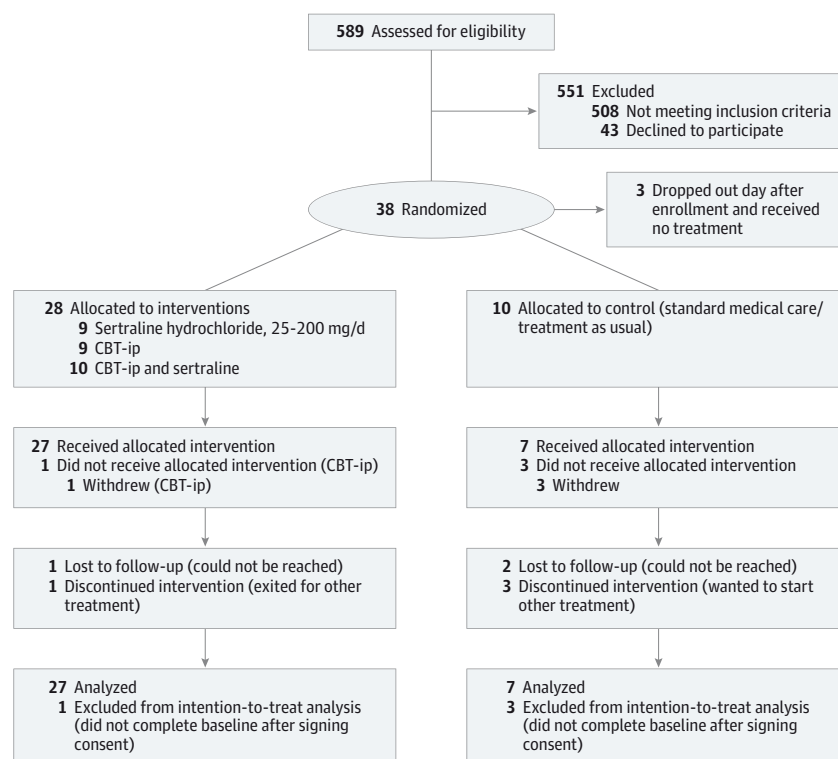 589 Assessed for eligibility
551 Excluded
508 Not meeting inclusion criteria
43 Declined to participate
38 Randomized
3 Dropped out day after
enrollment and received
no treatment
28 Allocated to interventions
9 Sertraline hydrochloride, 25-200 mg/d
9 CBT-ip
10 CBT-ip and sertraline
10 Allocated to control (standard medical care/
treatment as usual)
27 Received allocated intervention
1 Did not receive allocated intervention (CBT-ip)
1 Withdrew (CBT-ip)
7 Received allocated intervention
3 Did not receive allocated intervention
3 Withdrew
1 Lost to follow-up (could not be reached)
1 Discontinued intervention (exited for other
treatment)
2 Lost to follow-up (could not be reached)
3 Discontinued intervention (wanted to start
other treatment)
27 Analyzed
1 Excluded from intention-to-treat analysis
(did not complete baseline after signing
consent)
7 Analyzed
3 Excluded from intention-to-treat analysis
(did not complete baseline after signing
consent)